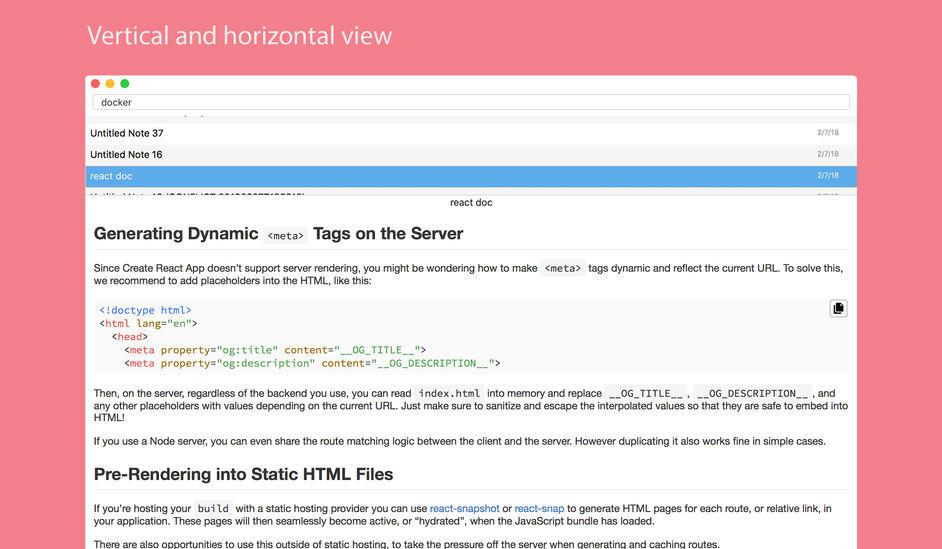 Vertical and horizontal view
docker
Untitled Note 37 2/7/18
Untitled Note 16 2/7/18
react doc 2/7/18
react doc
Generating Dynamic <meta> Tags on the Server
Since Create React App doesn't support server rendering, you might be wondering how to make <meta> tags dynamic and reflect the current URL. To solve this,
we recommend to add placeholders into the HTML, like this:
<!doctype html>
<html lang="en">
<head>
<meta property="og:title" content="__OG_TITLE__">
<meta property="og:description" content="__OG_DESCRIPTION__">
Then, on the server, regardless of the backend you use, you can read index.html into memory and replace __OG_TITLE__, __OG_DESCRIPTION__, and
any other placeholders with values depending on the current URL. Just make sure to sanitize and escape the interpolated values so that they are safe to embed into
HTML!
If you use a Node server, you can even share the route matching logic between the client and the server. However duplicating it also works fine in simple cases.
Pre-Rendering into Static HTML Files
If you're hosting your build with a static hosting provider you can use react-snapshot or react-snap to generate HTML pages for each route, or relative link, in
your application. These pages will then seamlessly become active, or “hydrated”, when the JavaScript bundle has loaded.
There are also opportunities to use this outside of static hosting, to take the pressure off the server when generating and caching routes.